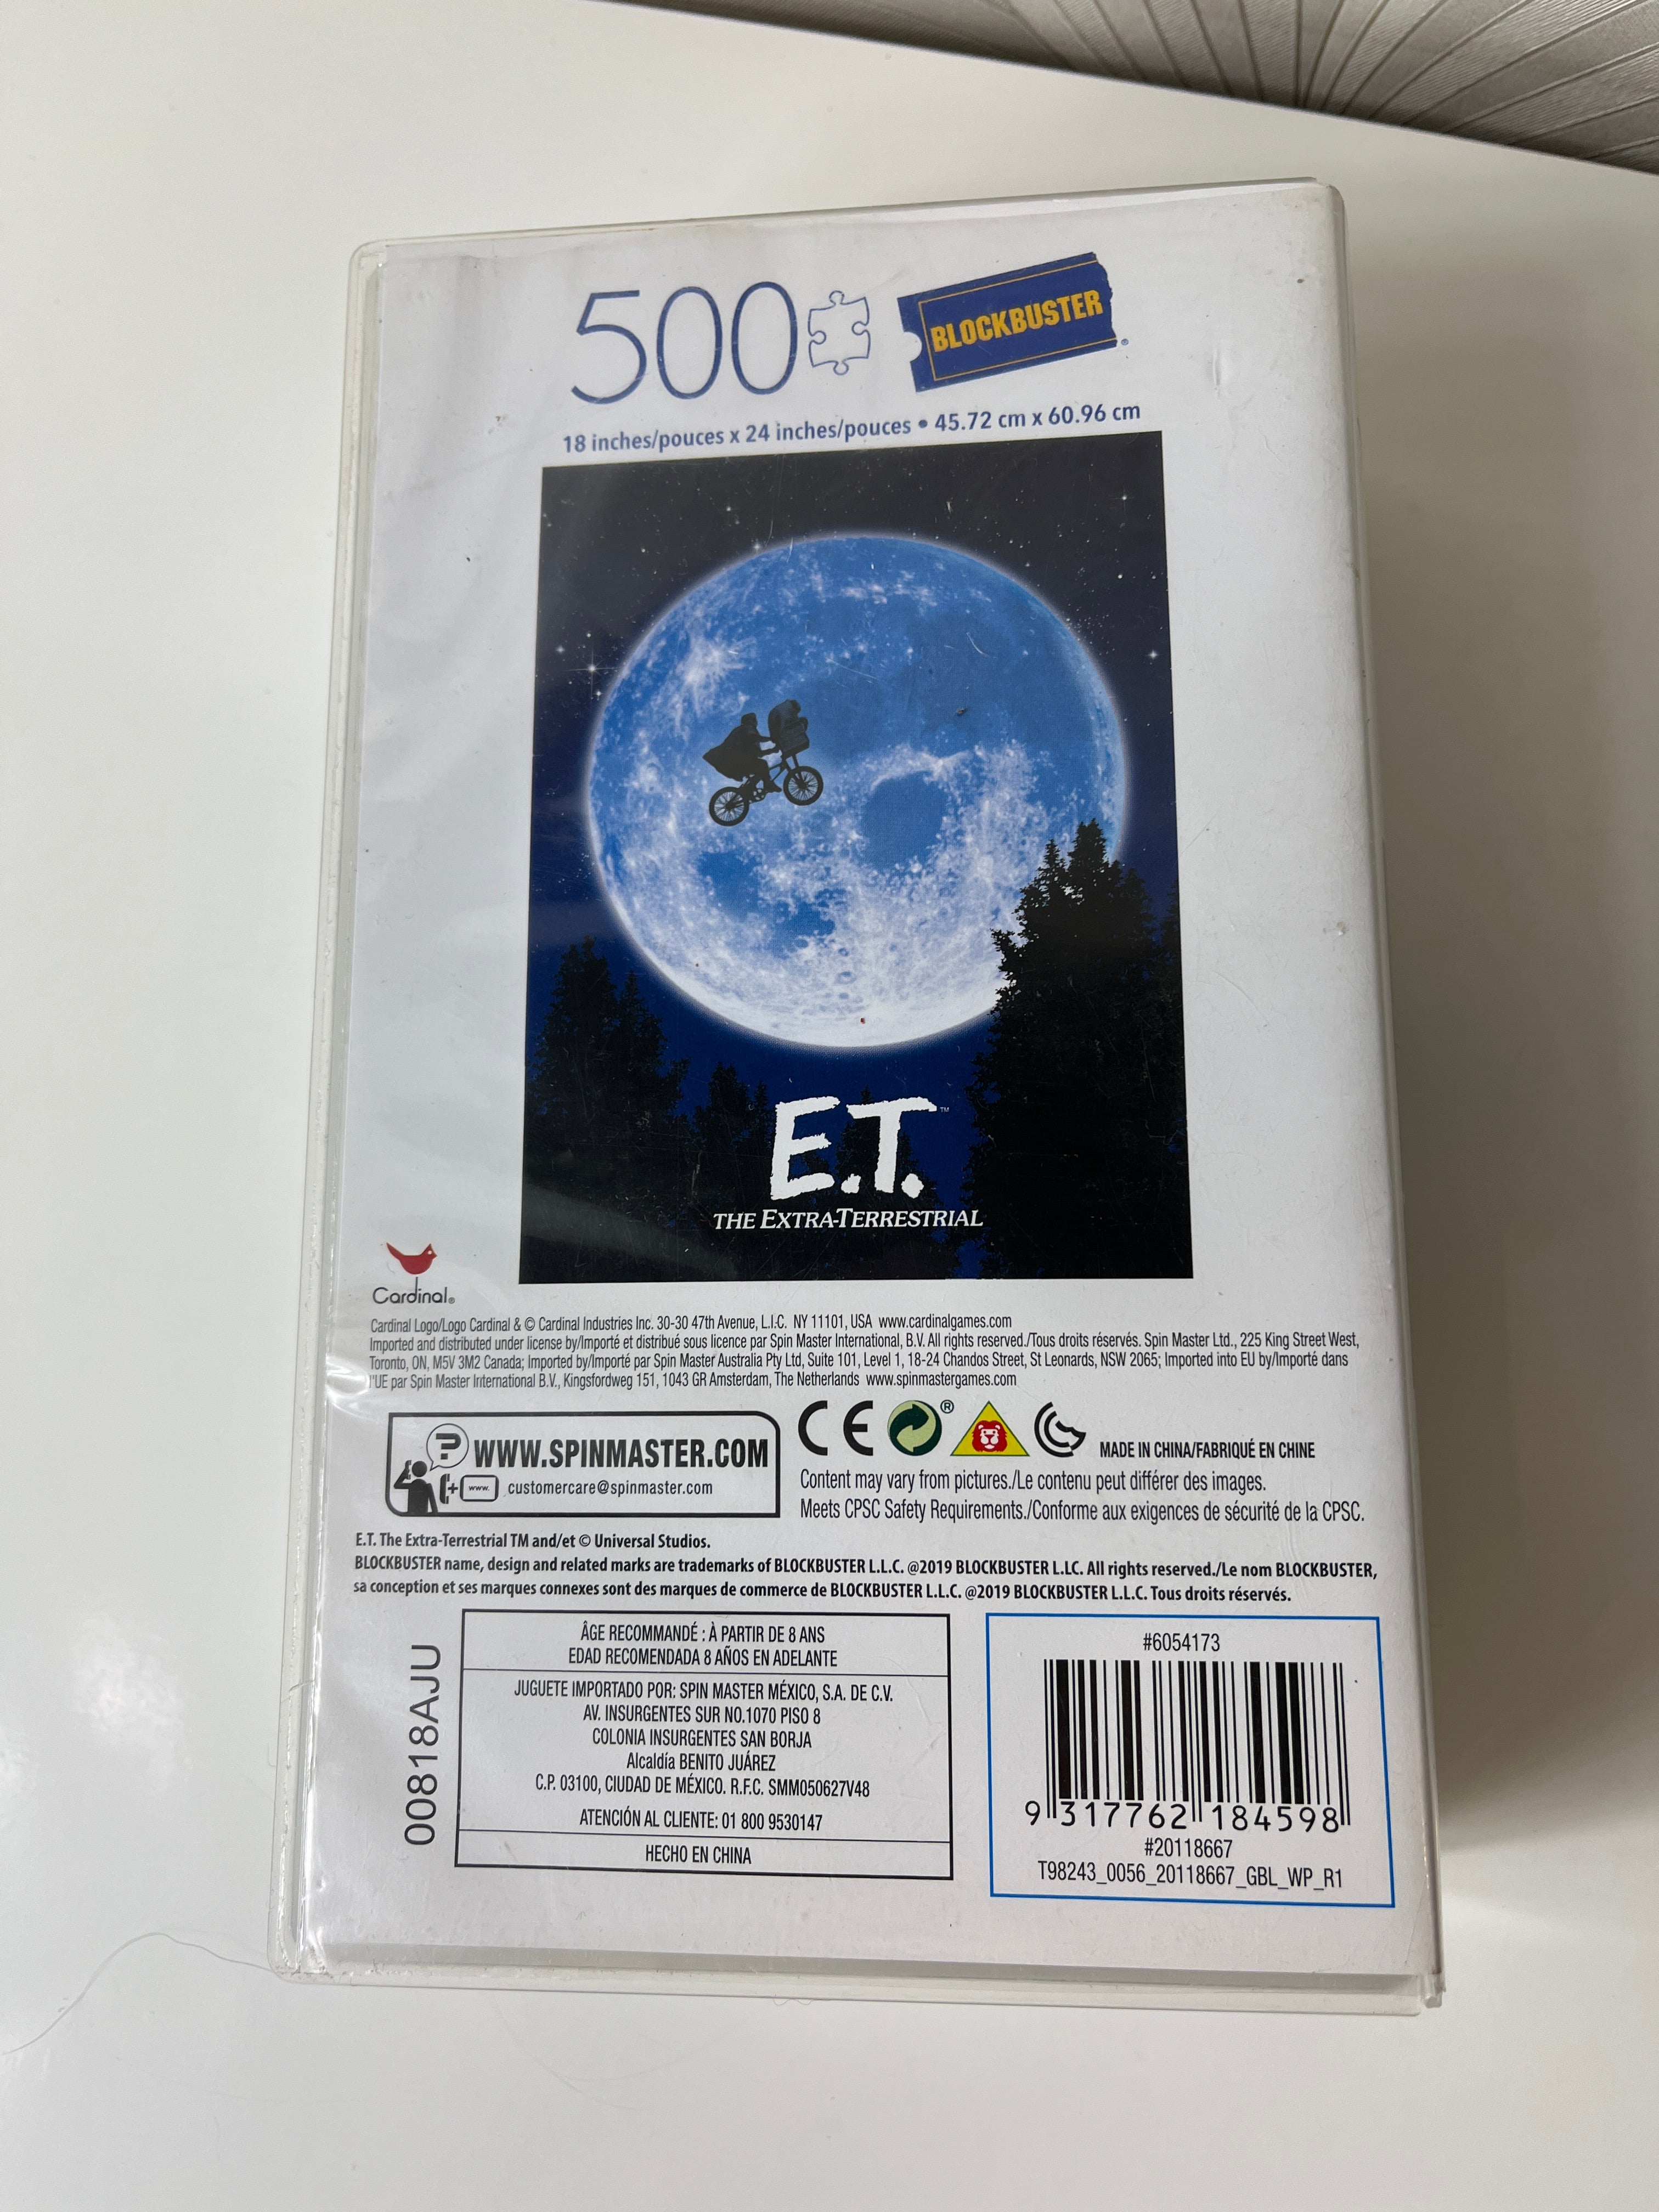 500
BLOCKBUSTER®
18 inches/pouces x 24 inches/pouces • 45.72 cm x 60.96 cm
E.T.™
THE EXTRA-TERRESTRIAL
Cardinal®
Cardinal Logo/Logo Cardinal & © Cardinal Industries Inc. 30-30 47th Avenue, L.I.C. NY 11101, USA www.cardinalgames.com
Imported and distributed under license by/Importé et distribué sous licence par Spin Master International, B.V. All rights reserved./Tous droits réservés. Spin Master Ltd., 225 King Street West,
Toronto, ON, M5V 3M2 Canada; Imported by/Importé par Spin Master Australia Pty Ltd, Suite 101, Level 1, 18-24 Chandos Street, St Leonards, NSW 2065; Imported into EU by/Importé dans
l'UE par Spin Master International B.V., Kingsfordweg 151, 1043 GR Amsterdam, The Netherlands www.spinmastergames.com
? WWW.SPINMASTER.COM
+ www. customercare@spinmaster.com
CE ® MADE IN CHINA/FABRIQUÉ EN CHINE
Content may vary from pictures./Le contenu peut différer des images.
Meets CPSC Safety Requirements./Conforme aux exigences de sécurité de la CPSC.
E.T. The Extra-Terrestrial TM and/et © Universal Studios.
BLOCKBUSTER name, design and related marks are trademarks of BLOCKBUSTER L.L.C. @2019 BLOCKBUSTER L.LC. All rights reserved./Le nom BLOCKBUSTER,
sa conception et ses marques connexes sont des marques de commerce de BLOCKBUSTER L.L.C. @2019 BLOCKBUSTER L.L.C. Tous droits réservés.
00818AJU
ÂGE RECOMMANDÉ : À PARTIR DE 8 ANS
EDAD RECOMENDADA 8 AÑOS EN ADELANTE
JUGUETE IMPORTADO POR: SPIN MASTER MÉXICO, S.A. DE C.V.
AV. INSURGENTES SUR NO.1070 PISO 8
COLONIA INSURGENTES SAN BORJA
Alcaldía BENITO JUÁREZ
C.P. 03100, CIUDAD DE MÉXICO. R.F.C. SMM050627V48
ATENCIÓN AL CLIENTE: 01 800 9530147
HECHO EN CHINA
#6054173
9 317762 184598
#20118667
T98243_0056_20118667_GBL_WP_R1